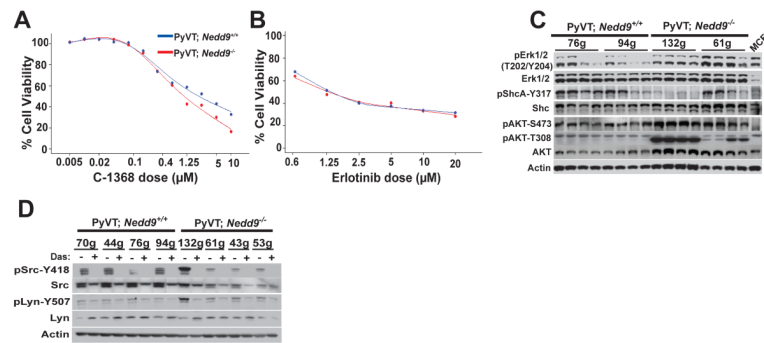 A
PyVT; Nedd9+/+
PyVT; Nedd9-/-
% Cell Viability
100
80
60
40
20
0
0.005 0.02 0.1 0.4 1.25 5 10
C-1368 dose (µM)
B
% Cell Viability
100
80
60
40
20
0
0.6 1.25 2.5 5 10 20
Erlotinib dose (µM)
C
PyVT; Nedd9+/+ PyVT; Nedd9-/-
76g 94g 132g 61g MCF
pErk1/2
(T202/Y204)
Erk1/2
pShcA-Y317
Shc
pAKT-S473
pAKT-T308
AKT
Actin
D
PyVT; Nedd9+/+ PyVT; Nedd9-/-
70g 44g 76g 94g 132g 61g 43g 53g
Das: - + - + - + - + - + - + - + - +
pSrc-Y418
Src
pLyn-Y507
Lyn
Actin